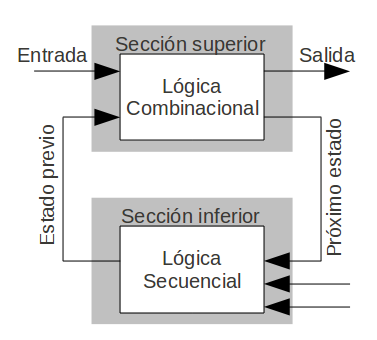 Sección superior
Entrada
Salida
Lógica
Combinacional
Estado previo
Próximo estado
Sección inferior
Lógica
Secuencial